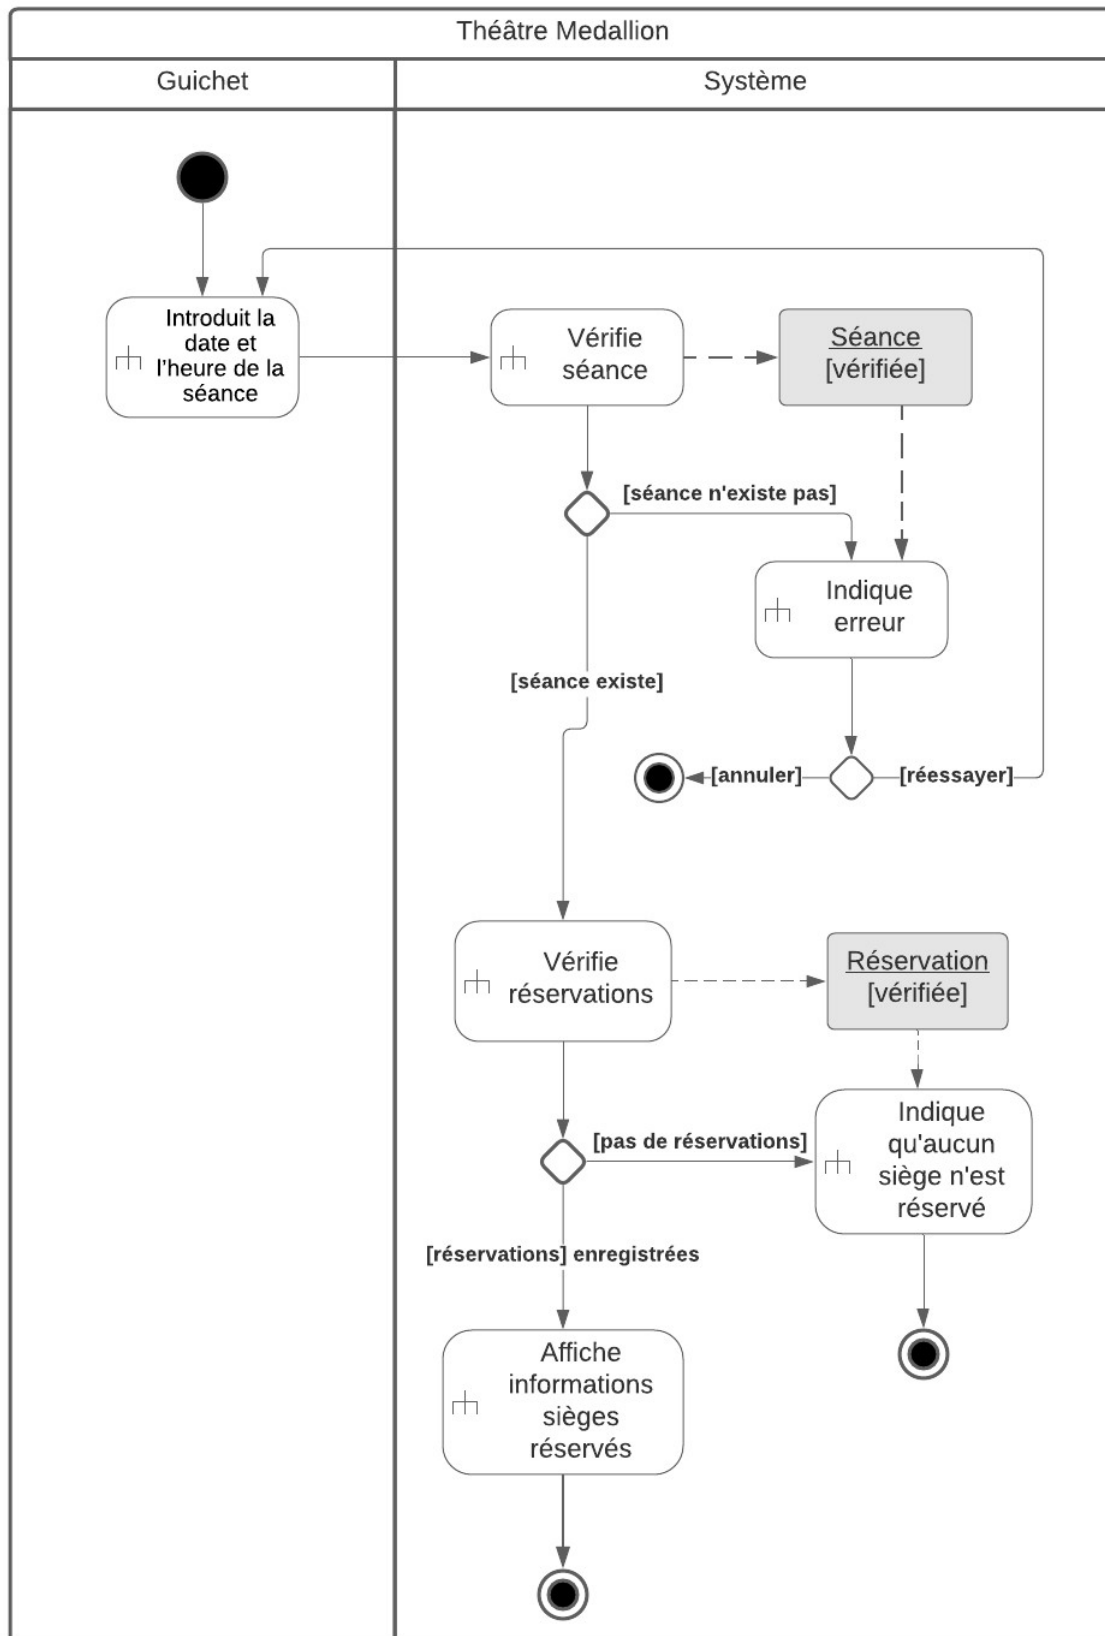 Théâtre Medallion
Guichet
Système
Introduit la
date et
l'heure de la
séance
Vérifie
séance
Séance
[vérifiée]
[séance n'existe pas]
Indique
erreur
[séance existe]
[annuler]
[réessayer]
Vérifie
réservations
Réservation
[vérifiée]
[pas de réservations]
Indique
qu'aucun
siège n'est
réservé
[réservations] enregistrées
Affiche
informations
sièges
réservés